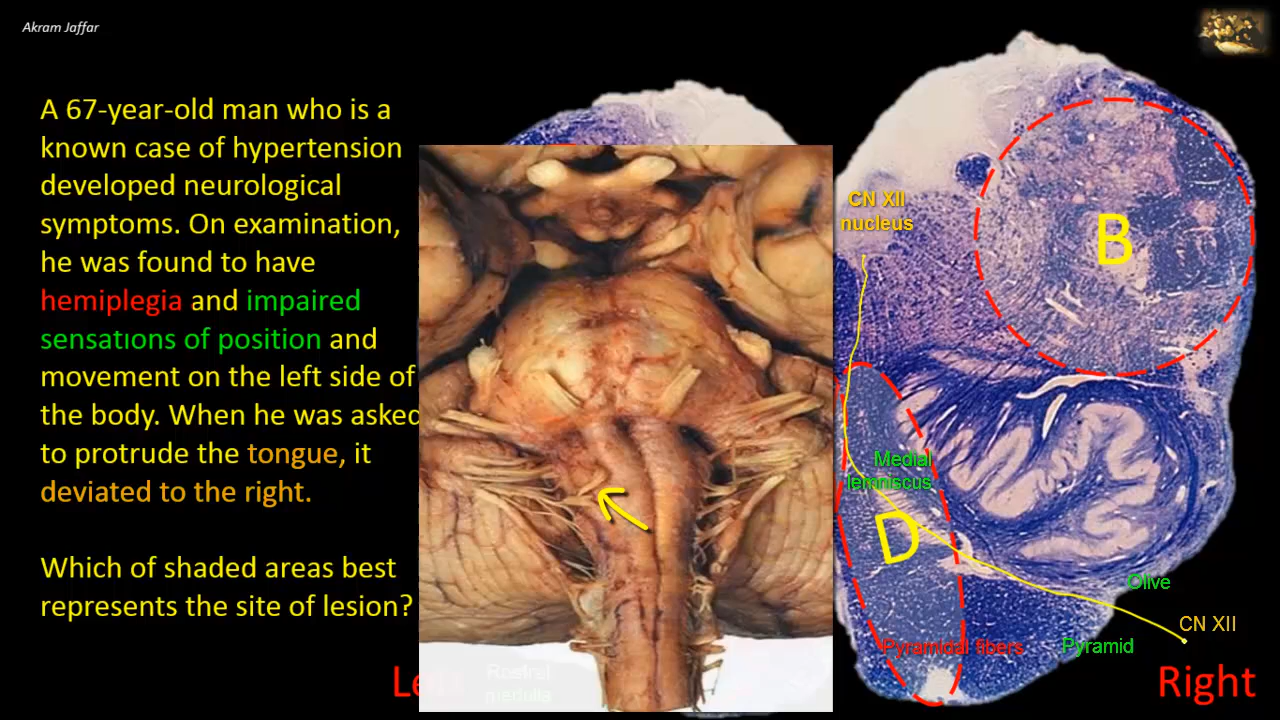 Akram Jaffar
A 67-year-old man who is a
known case of hypertension
developed neurological
symptoms. On examination,
he was found to have
hemiplegia and impaired
sensations of position and
movement on the left side of
the body. When he was asked
to protrude the tongue, it
deviated to the right.
Which of shaded areas best
represents the site of lesion?
CN XII
nucleus
B
Medial
lemniscus
D
Olive
CN XII
Pyramidal fibers
Pyramid
Rostral
medulla
Left
Right